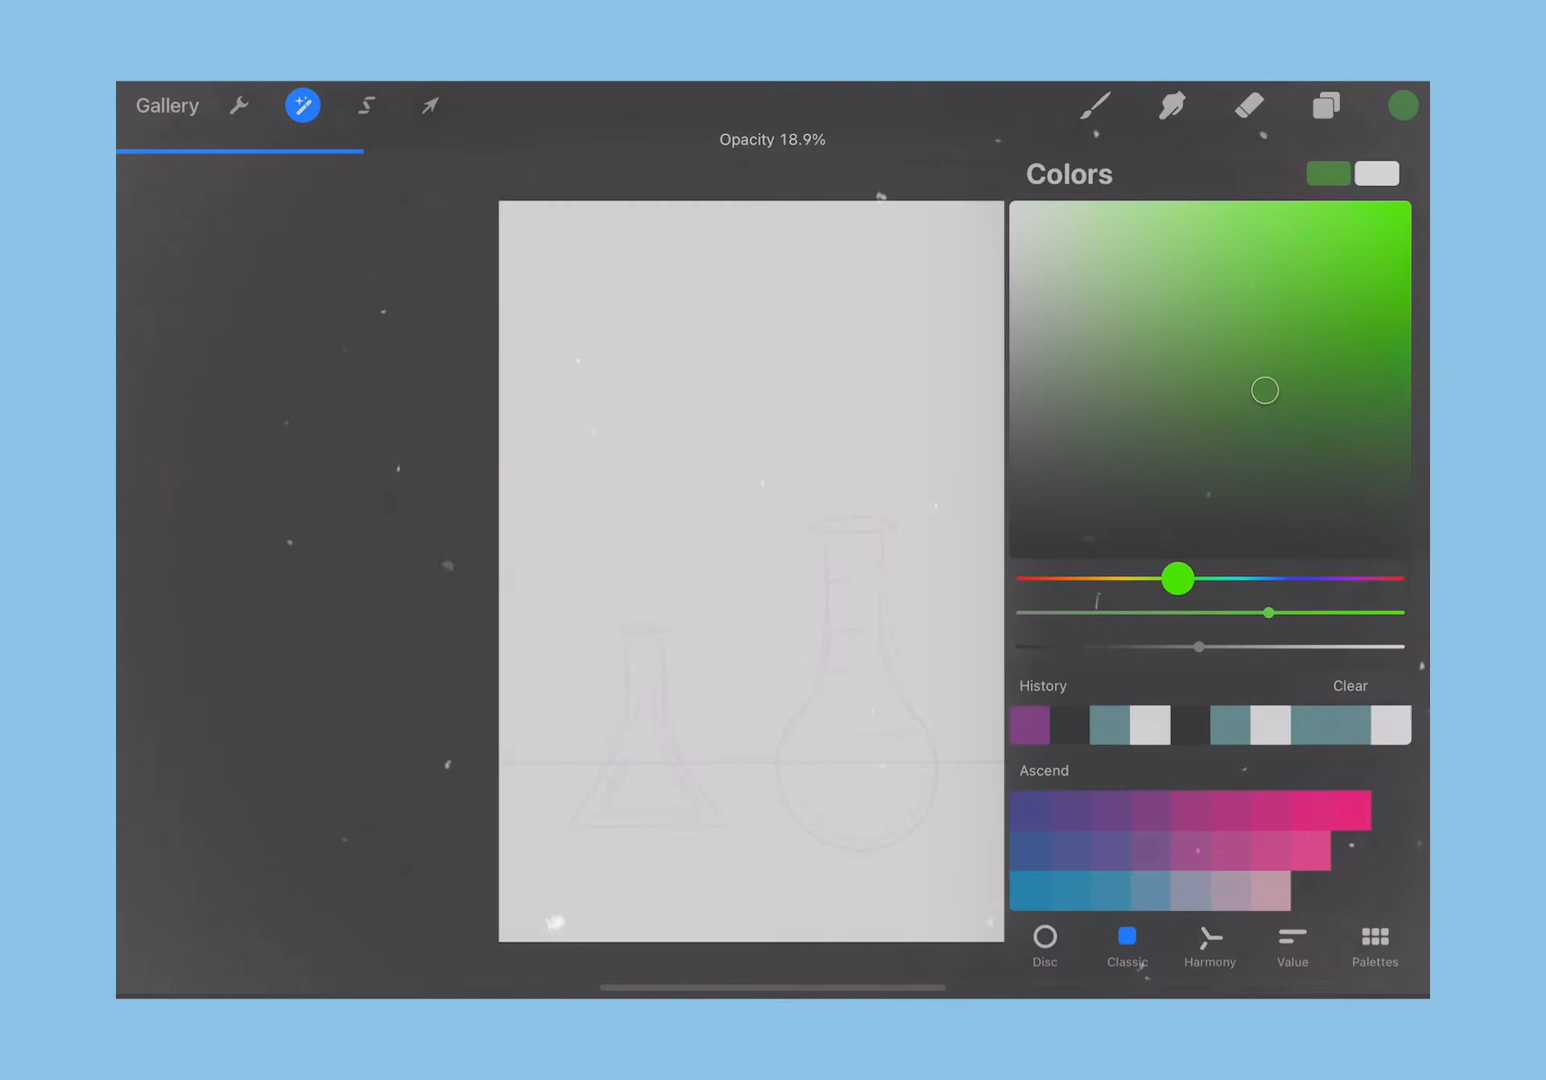 Gallery
Opacity 18.9%
Colors
History
Clear
Ascend
Disc
Classic
Harmony
Value
Palettes